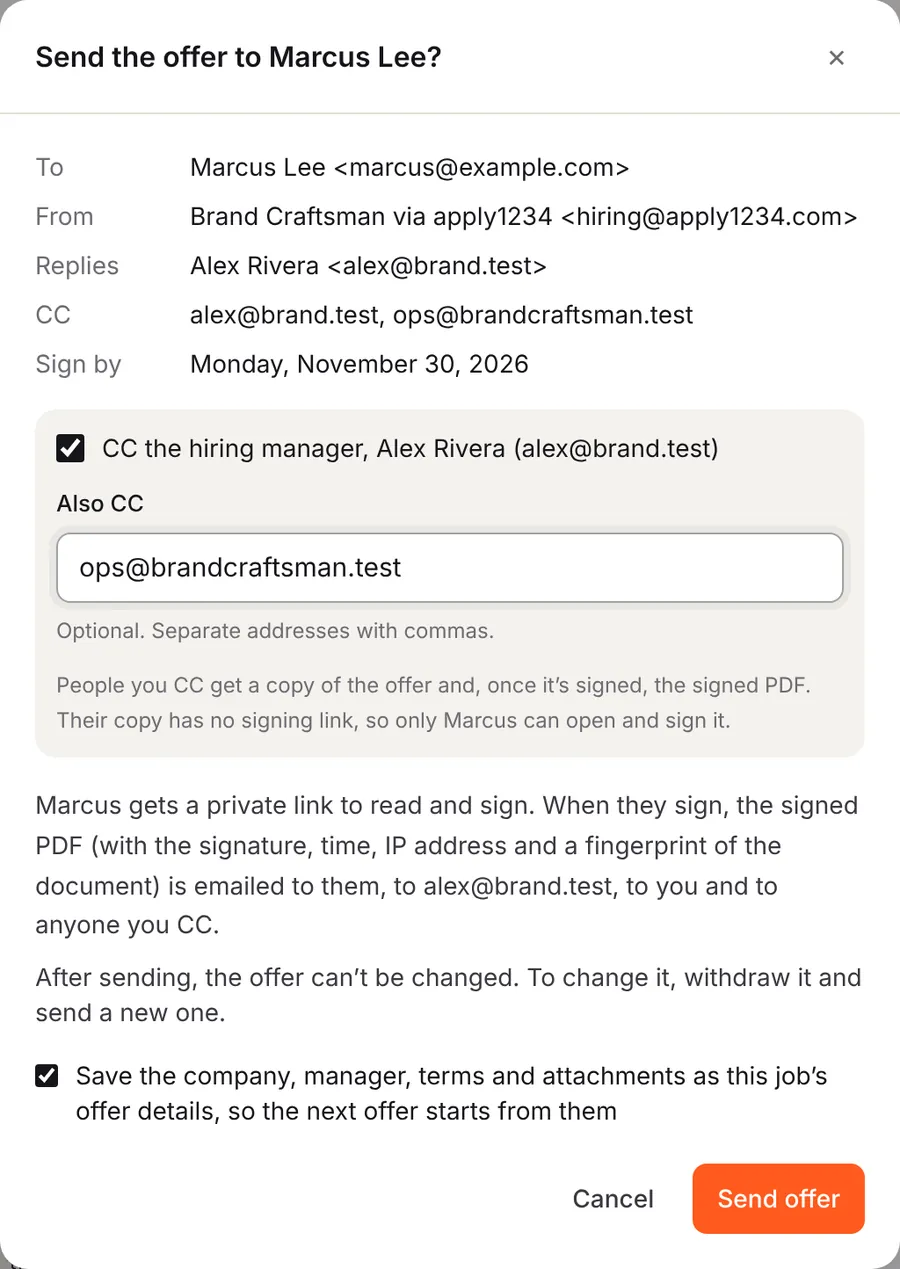 Send the offer to Marcus Lee?
To Marcus Lee <marcus@example.com>
From Brand Craftsman via apply1234 <hiring@apply1234.com>
Replies Alex Rivera <alex@brand.test>
CC alex@brand.test, ops@brandcraftsman.test
Sign by Monday, November 30, 2026
CC the hiring manager, Alex Rivera (alex@brand.test)
Also CC
ops@brandcraftsman.test
Optional. Separate addresses with commas.
People you CC get a copy of the offer and, once it’s signed, the signed PDF.
Their copy has no signing link, so only Marcus can open and sign it.
Marcus gets a private link to read and sign. When they sign, the signed
PDF (with the signature, time, IP address and a fingerprint of the
document) is emailed to them, to alex@brand.test, to you and to
anyone you CC.
After sending, the offer can’t be changed. To change it, withdraw it and
send a new one.
Save the company, manager, terms and attachments as this job’s
offer details, so the next offer starts from them
Cancel Send offer